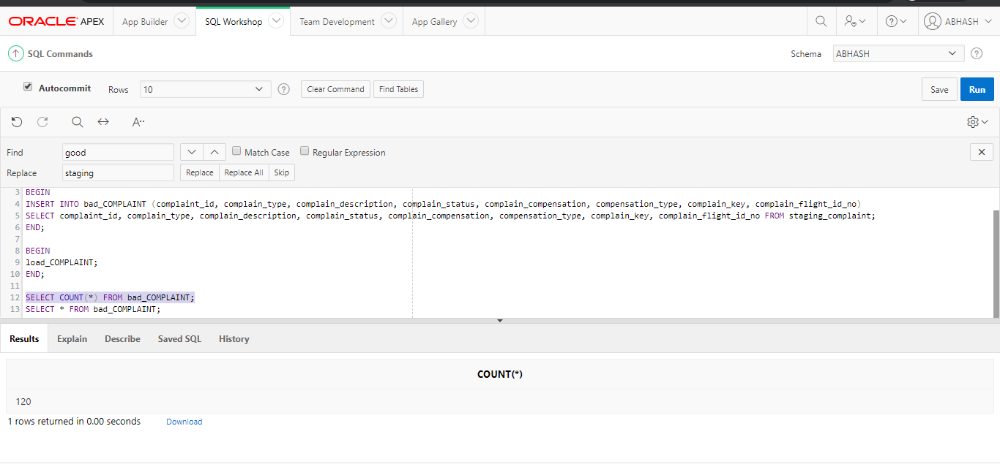 ORACLE APEX App Builder SQL Workshop Team Development App Gallery ABHASH
SQL Commands Schema ABHASH
Autocommit Rows 10 Clear Command Find Tables Save Run
A··
Find good Match Case Regular Expression
Replace staging Replace Replace All Skip
3 BEGIN
4 INSERT INTO bad_COMPLAINT (complaint_id, complain_type, complain_description, complain_status, complain_compensation, compensation_type, complain_key, complain_flight_id_no)
5 SELECT complaint_id, complain_type, complain_description, complain_status, complain_compensation, compensation_type, complain_key, complain_flight_id_no FROM staging_complaint;
6 END;
7
8 BEGIN
9 load_COMPLAINT;
10 END;
11
12 SELECT COUNT(*) FROM bad_COMPLAINT;
13 SELECT * FROM bad_COMPLAINT;
Results Explain Describe Saved SQL History
COUNT(*)
120
1 rows returned in 0.00 seconds Download